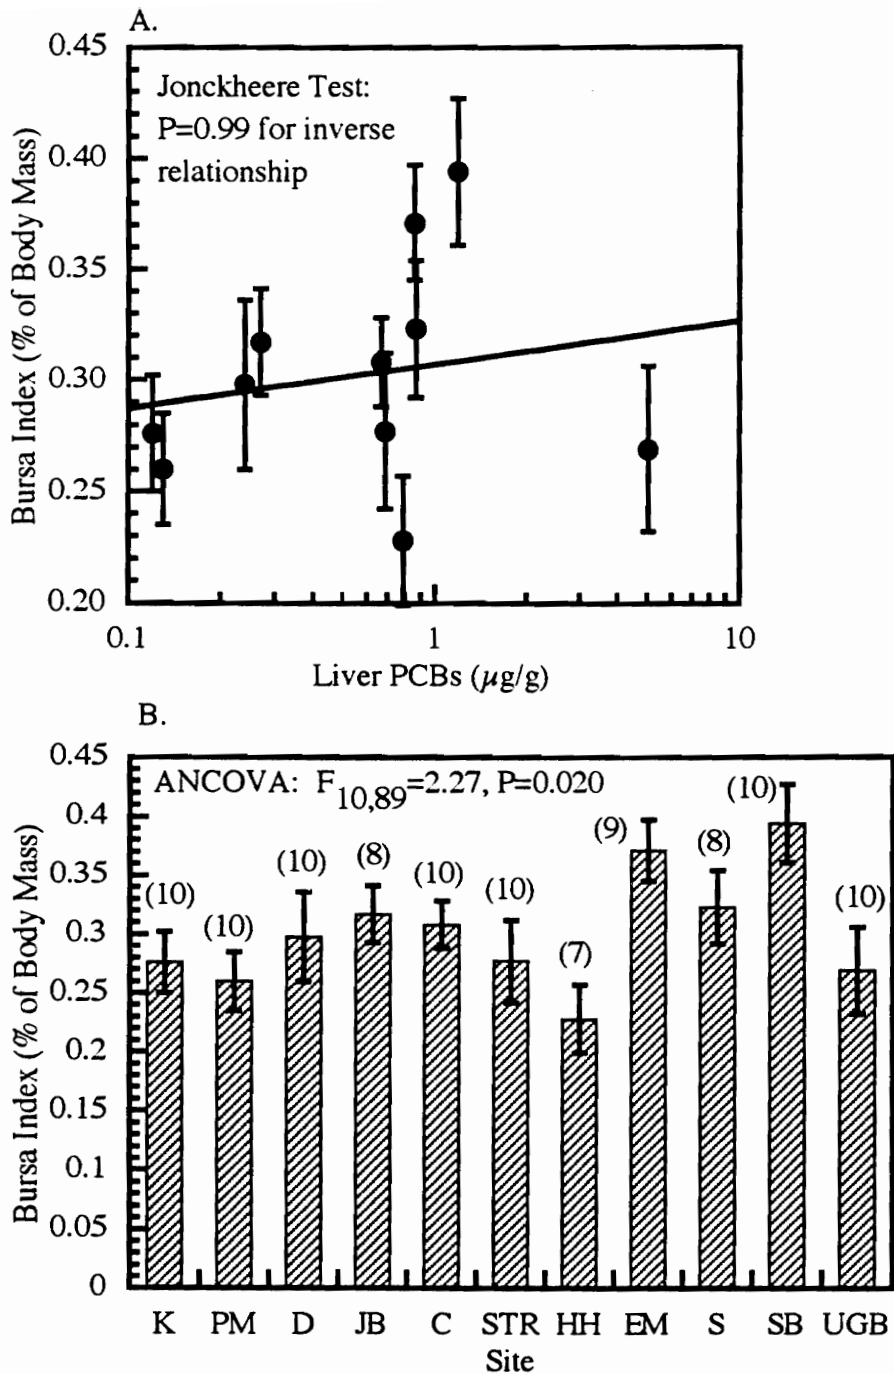 A.
0.45
0.40
0.35
0.30
0.25
0.20
Bursa Index (% of Body Mass)
Jonckheere Test:
P=0.99 for inverse
relationship
0.1 1 10
Liver PCBs (µg/g)
B.
0.45
0.4
0.35
0.3
0.25
0.2
0.15
0.1
0.05
0
Bursa Index (% of Body Mass)
ANCOVA: F10,89=2.27, P=0.020
(10) (10) (10) (8) (10) (10) (7) (9) (8) (10) (10)
K PM D JB C STR HH EM S SB UGB
Site